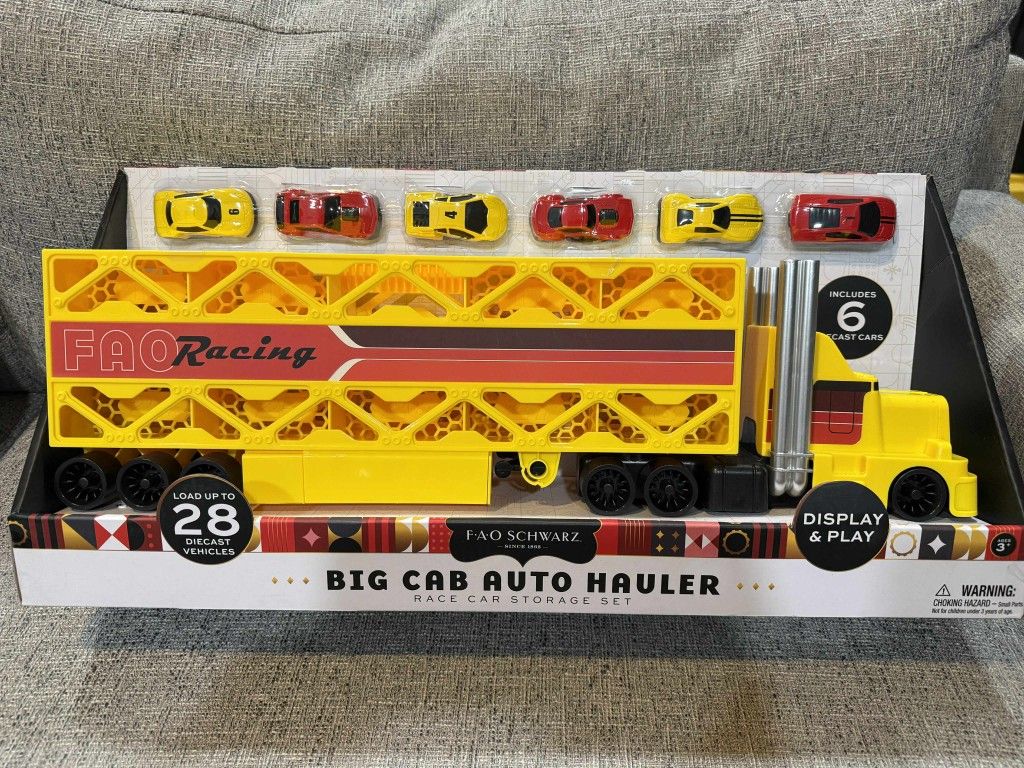 6
4
INCLUDES
6
ECAST CARS
FAO Racing
LOAD UP TO
28
DIECAST
VEHICLES
F·A·O SCHWARZ
— SINCE 1862 —
DISPLAY
& PLAY
AGES
3+
BIG CAB AUTO HAULER
RACE CAR STORAGE SET
WARNING:
CHOKING HAZARD — Small Parts
Not for children under 3 years of age.